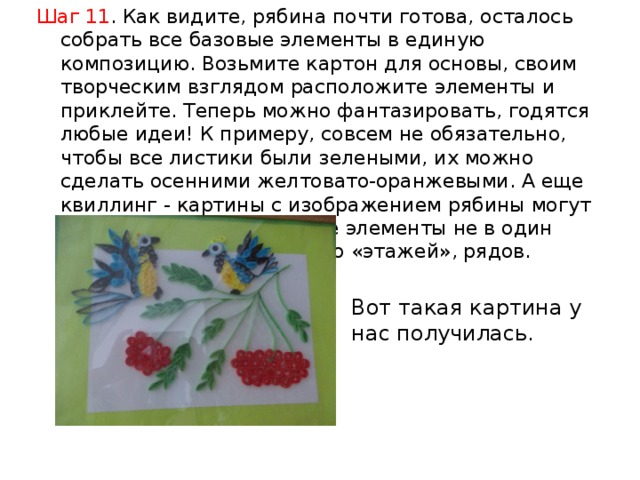 Шаг 11. Как видите, рябина почти готова, осталось
собрать все базовые элементы в единую
композицию. Возьмите картон для основы, своим
творческим взглядом расположите элементы и
приклейте. Теперь можно фантазировать, годятся
любые идеи! К примеру, совсем не обязательно,
чтобы все листики были зелеными, их можно
сделать осенними желтовато-оранжевыми. А еще
квиллинг - картины с изображением рябины могут
элементы не в один
«этажей», рядов.
Вот такая картина у
нас получилась.